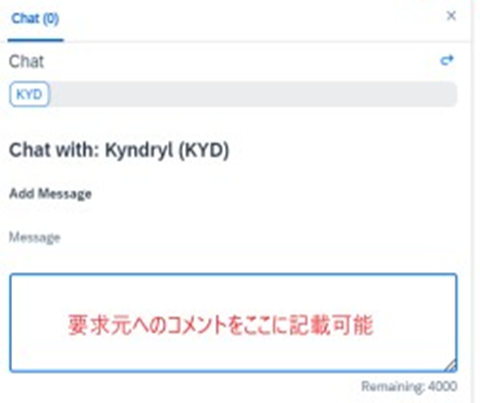 Chat (0)
Chat
KYD
Chat with: Kyndryl (KYD)
Add Message
Message
要求元へのコメントをここに記載可能
Remaining: 4000